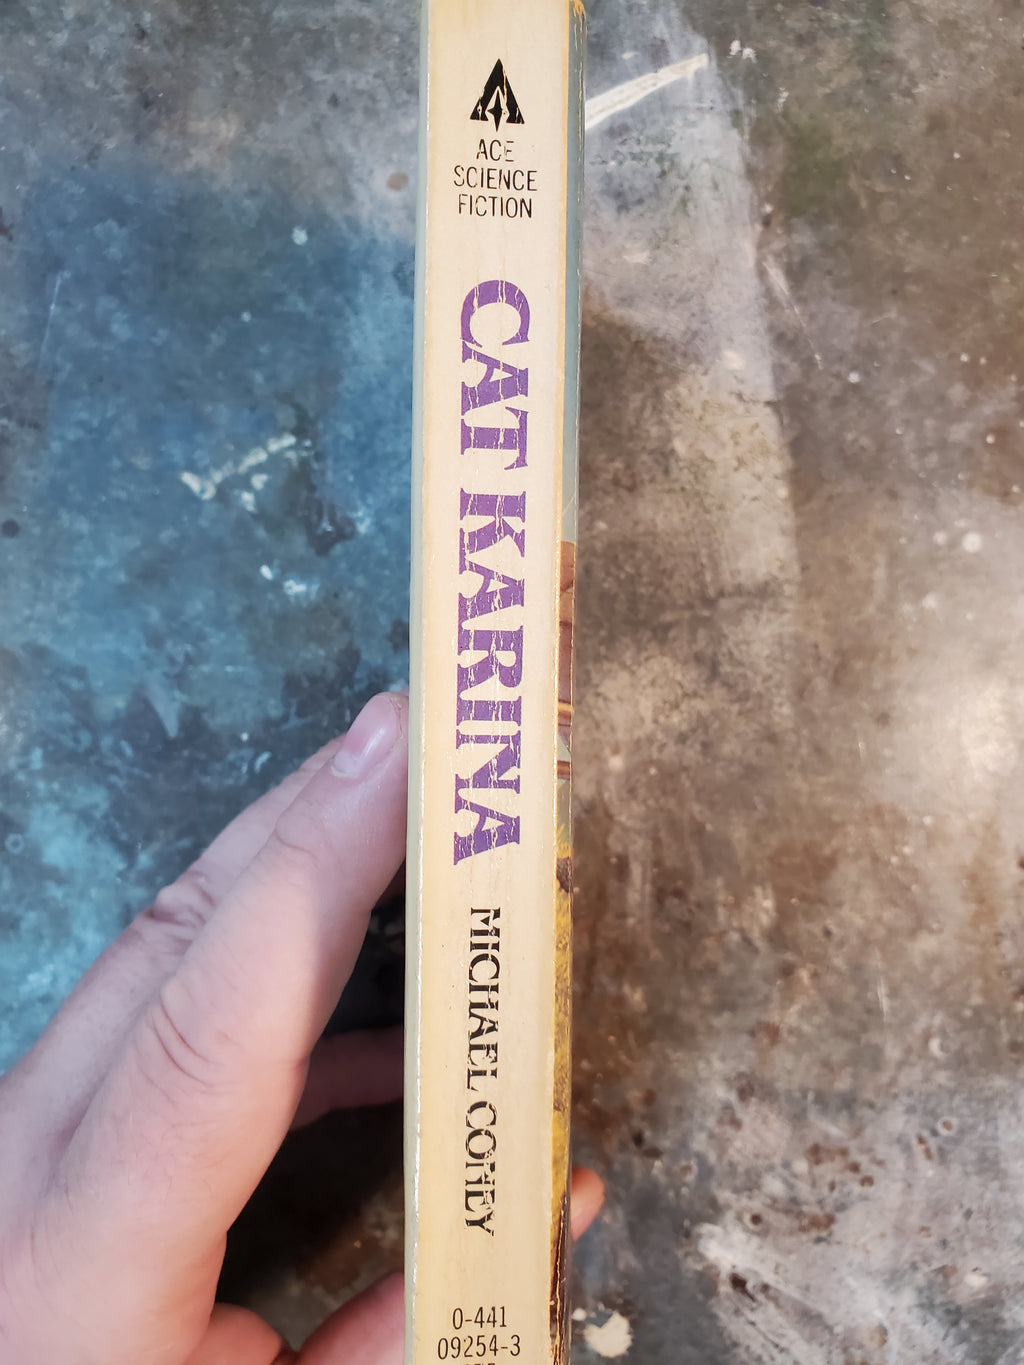 ACE
SCIENCE
FICTION
CAT KARINA
MICHAEL CONEY
0-441
09254-3